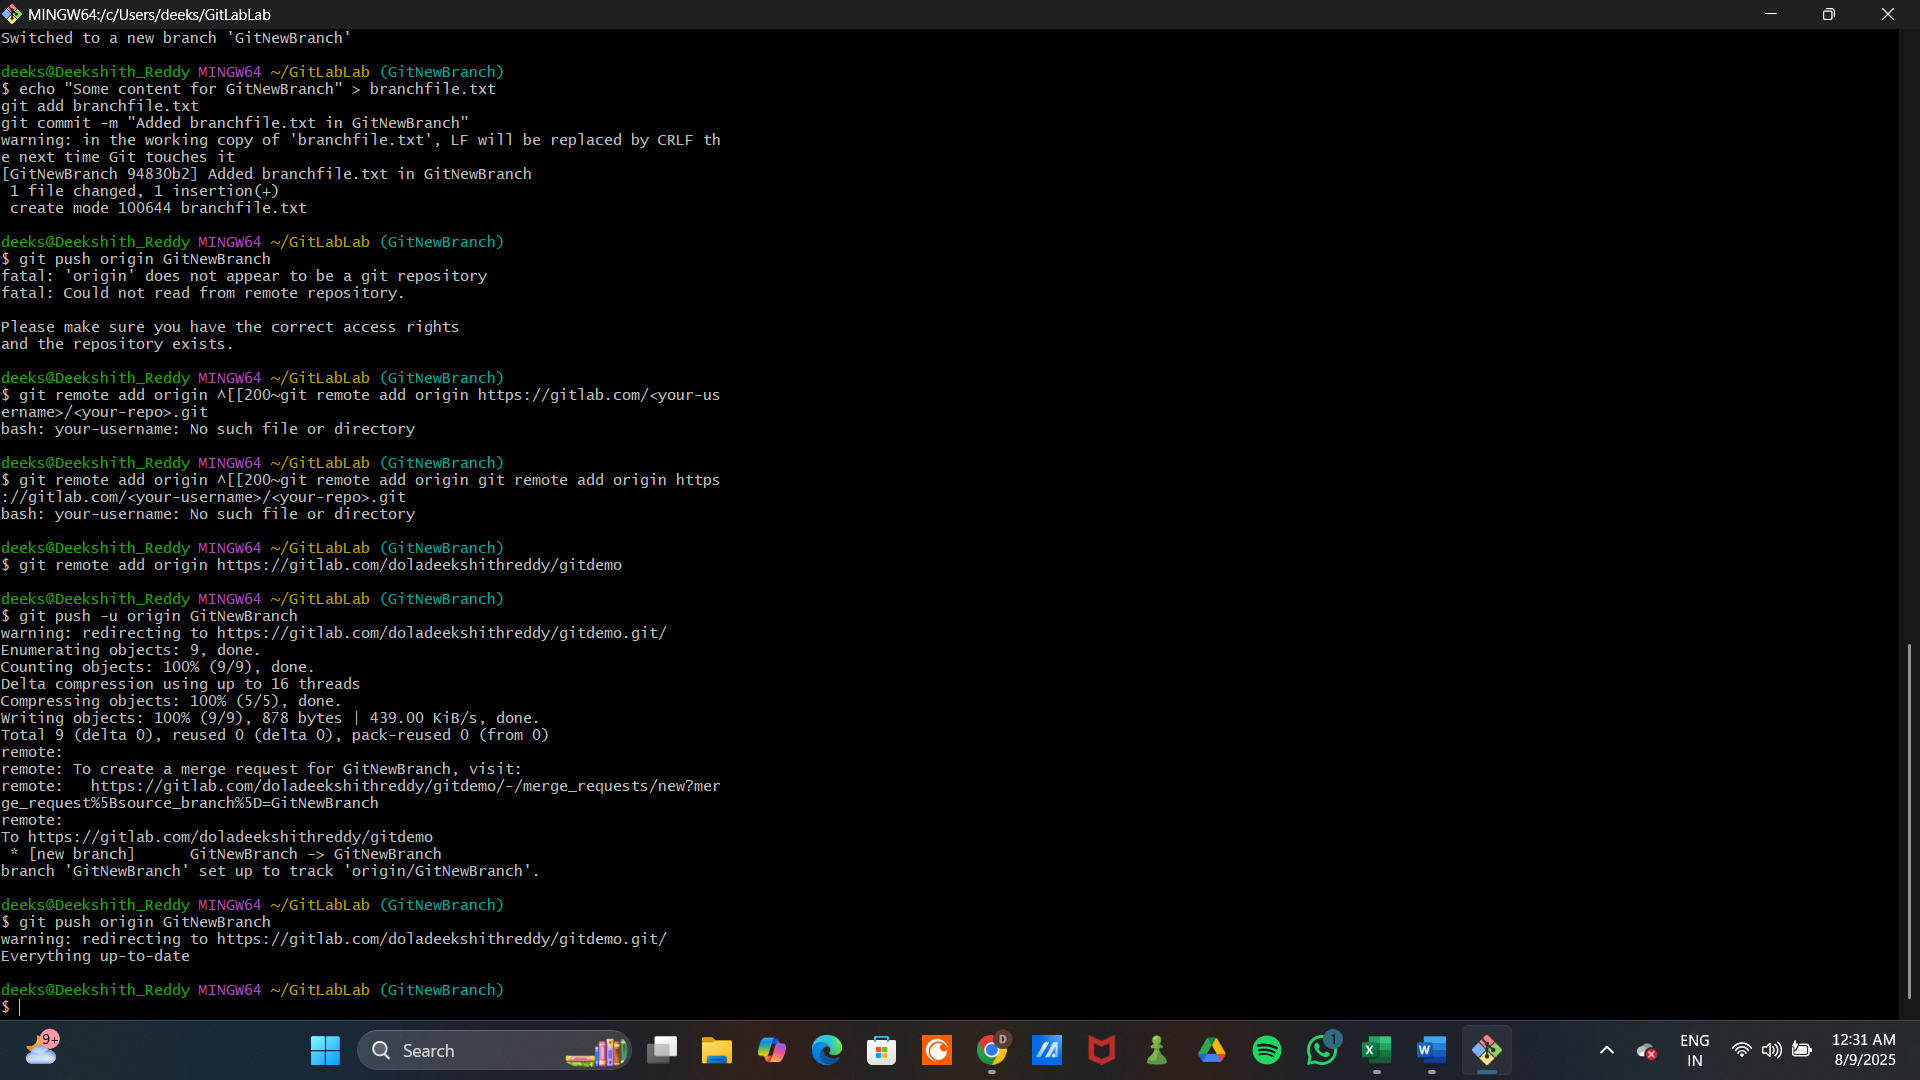 MINGW64:/c/Users/deeks/GitLabLab
Switched to a new branch 'GitNewBranch'
deeks@Deekshith_Reddy MINGW64 ~/GitLabLab (GitNewBranch)
$ echo "Some content for GitNewBranch" > branchfile.txt
git add branchfile.txt
git commit -m "Added branchfile.txt in GitNewBranch"
warning: in the working copy of 'branchfile.txt', LF will be replaced by CRLF th
e next time Git touches it
[GitNewBranch 94830b2] Added branchfile.txt in GitNewBranch
 1 file changed, 1 insertion(+)
 create mode 100644 branchfile.txt
deeks@Deekshith_Reddy MINGW64 ~/GitLabLab (GitNewBranch)
$ git push origin GitNewBranch
fatal: 'origin' does not appear to be a git repository
fatal: Could not read from remote repository.
Please make sure you have the correct access rights
and the repository exists.
deeks@Deekshith_Reddy MINGW64 ~/GitLabLab (GitNewBranch)
$ git remote add origin ^[[200~git remote add origin https://gitlab.com/<your-us
ername>/<your-repo>.git
bash: your-username: No such file or directory
deeks@Deekshith_Reddy MINGW64 ~/GitLabLab (GitNewBranch)
$ git remote add origin ^[[200~git remote add origin git remote add origin https
://gitlab.com/<your-username>/<your-repo>.git
bash: your-username: No such file or directory
deeks@Deekshith_Reddy MINGW64 ~/GitLabLab (GitNewBranch)
$ git remote add origin https://gitlab.com/doladeekshithreddy/gitdemo
deeks@Deekshith_Reddy MINGW64 ~/GitLabLab (GitNewBranch)
$ git push -u origin GitNewBranch
warning: redirecting to https://gitlab.com/doladeekshithreddy/gitdemo.git/
Enumerating objects: 9, done.
Counting objects: 100% (9/9), done.
Delta compression using up to 16 threads
Compressing objects: 100% (5/5), done.
Writing objects: 100% (9/9), 878 bytes | 439.00 KiB/s, done.
Total 9 (delta 0), reused 0 (delta 0), pack-reused 0 (from 0)
remote:
remote: To create a merge request for GitNewBranch, visit:
remote:   https://gitlab.com/doladeekshithreddy/gitdemo/-/merge_requests/new?mer
ge_request%5Bsource_branch%5D=GitNewBranch
remote:
To https://gitlab.com/doladeekshithreddy/gitdemo
 * [new branch]      GitNewBranch -> GitNewBranch
branch 'GitNewBranch' set up to track 'origin/GitNewBranch'.
deeks@Deekshith_Reddy MINGW64 ~/GitLabLab (GitNewBranch)
$ git push origin GitNewBranch
warning: redirecting to https://gitlab.com/doladeekshithreddy/gitdemo.git/
Everything up-to-date
deeks@Deekshith_Reddy MINGW64 ~/GitLabLab (GitNewBranch)
$
9+
Search
D
1
X
W
ENG
IN
12:31 AM
8/9/2025